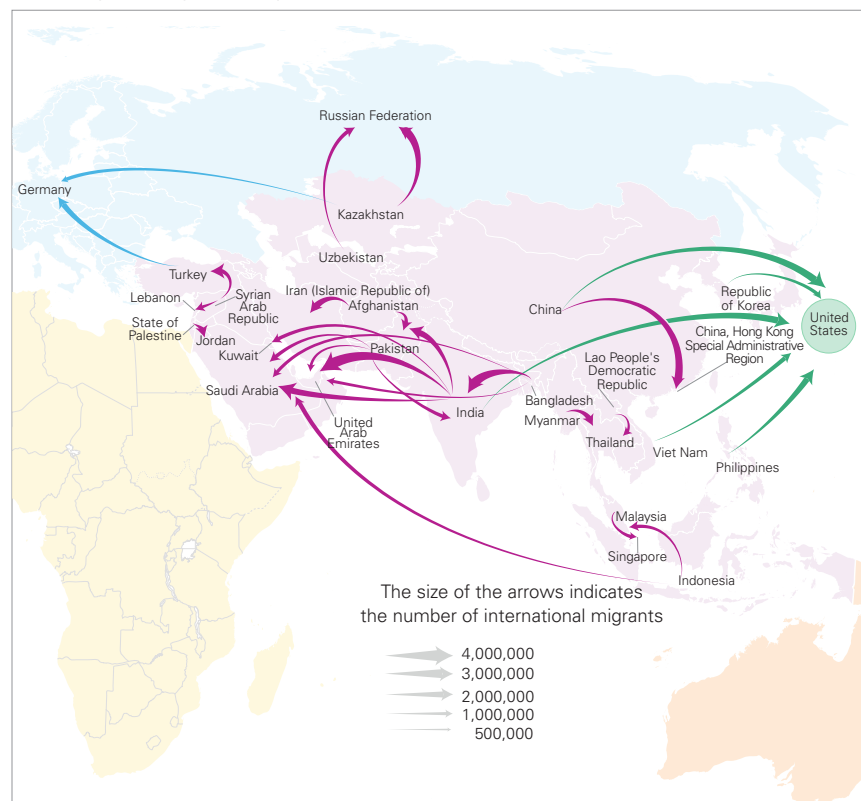 Russian Federation
Germany
Kazakhstan
Uzbekistan
Turkey
Lebanon
Syrian
Arab
Republic
Iran (Islamic Republic of)
Afghanistan
China
Republic
of Korea
United
States
State of
Palestine
Jordan
Kuwait
Pakistan
China, Hong Kong
Special Administrative
Region
Lao People's
Democratic
Republic
Saudi Arabia
India
Bangladesh
Myanmar
United
Arab
Emirates
Thailand
Viet Nam
Philippines
Malaysia
Singapore
Indonesia
The size of the arrows indicates
the number of international migrants
4,000,000
3,000,000
2,000,000
1,000,000
500,000